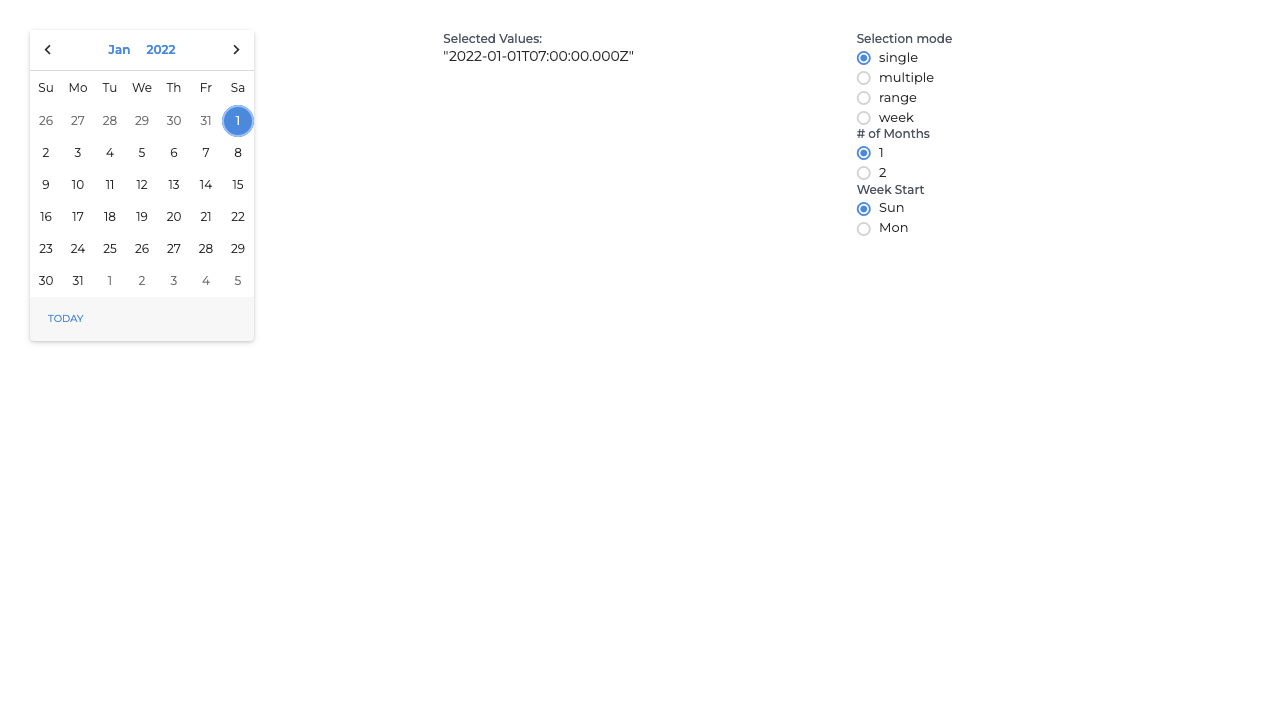 Jan 2022
Su Mo Tu We Th Fr Sa
26 27 28 29 30 31 1
2 3 4 5 6 7 8
9 10 11 12 13 14 15
16 17 18 19 20 21 22
23 24 25 26 27 28 29
30 31 1 2 3 4 5
TODAY
Selected Values:
"2022-01-01T07:00:00.000Z"
Selection mode
single
multiple
range
week
# of Months
1
2
Week Start
Sun
Mon